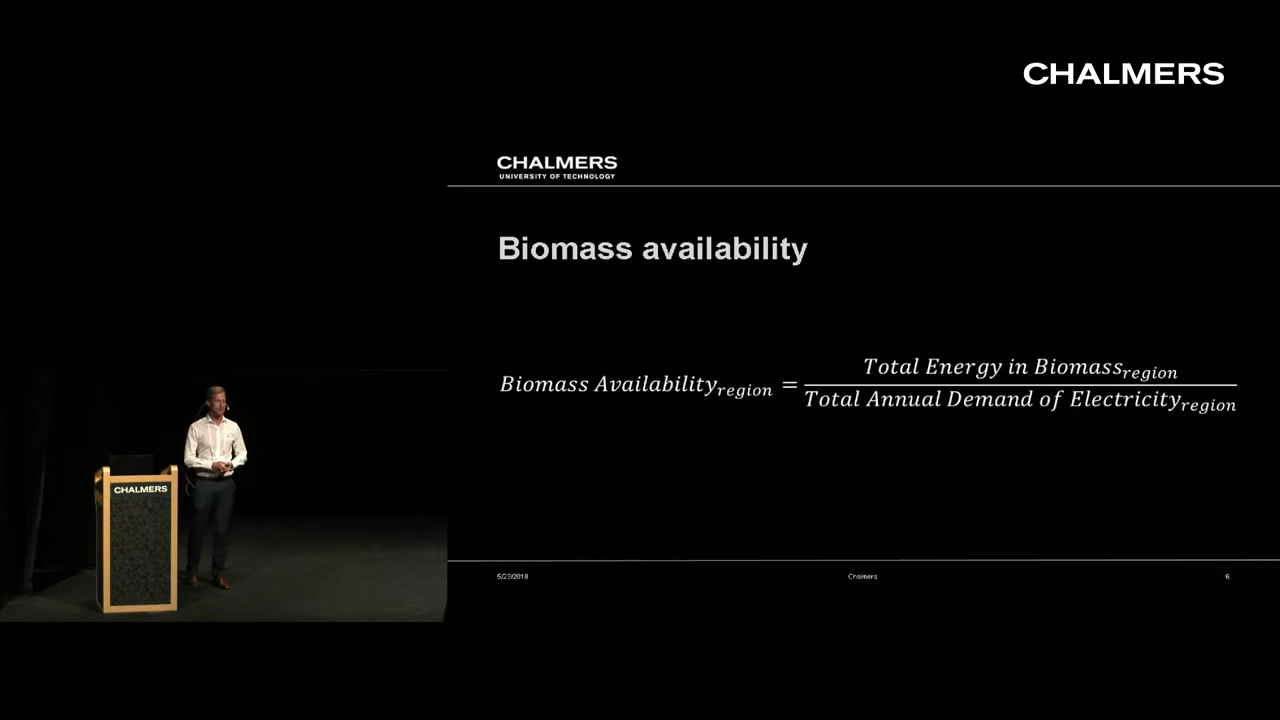 CHALMERS
CHALMERS
UNIVERSITY OF TECHNOLOGY
Biomass availability
Biomass Availability_region = Total Energy in Biomass_region / Total Annual Demand of Electricity_region
CHALMERS
5/23/2018 Chalmers 6